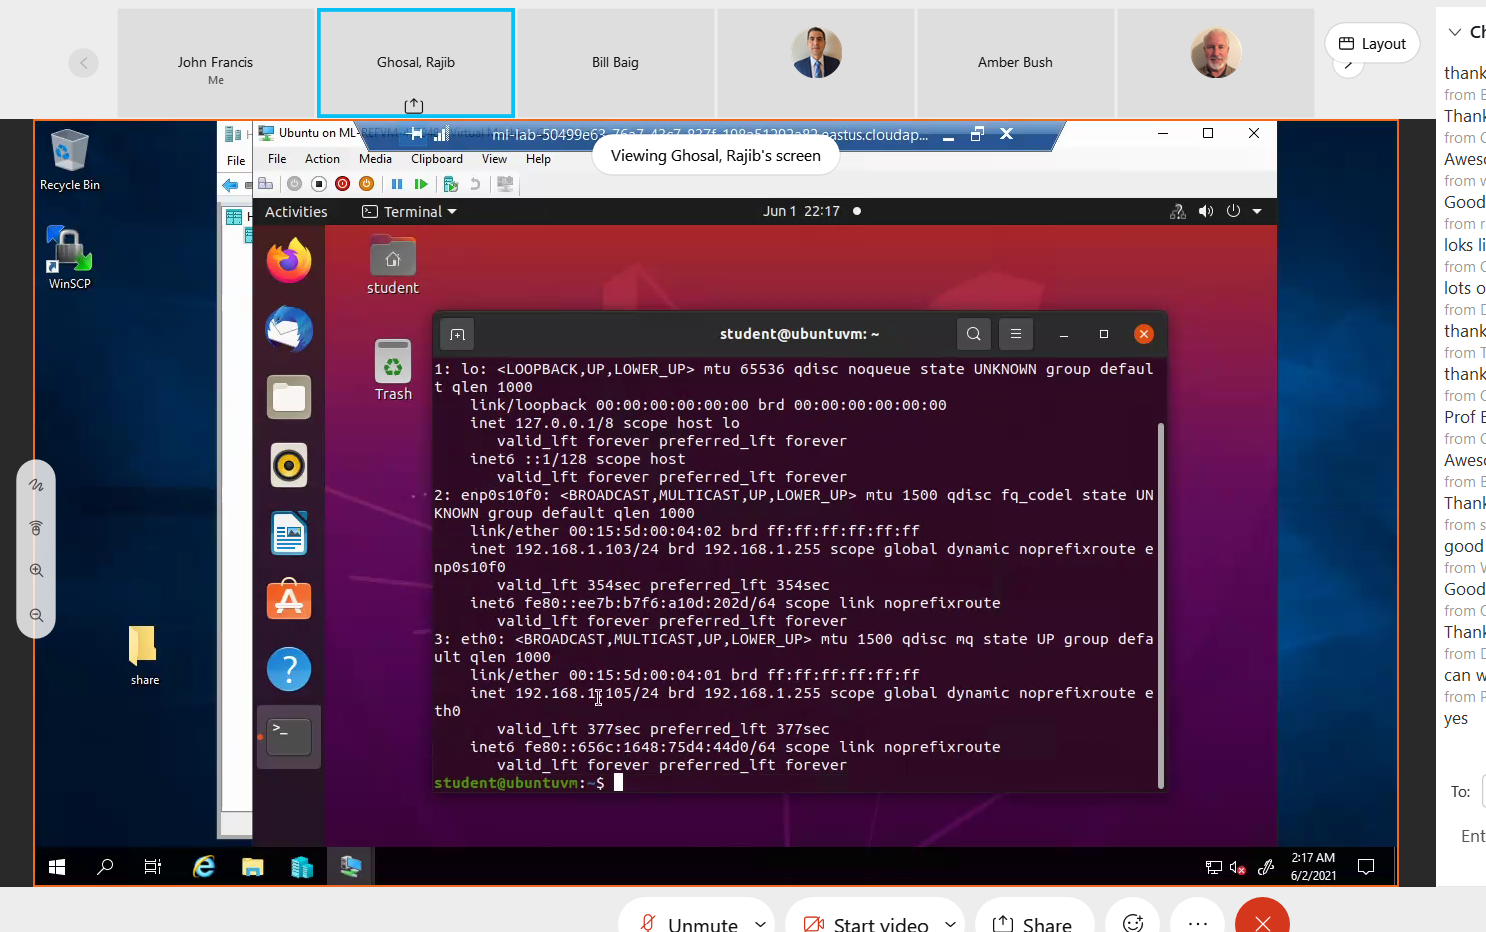 John Francis
Me
Ghosal, Rajib
Bill Baig
Amber Bush
Layout
Ubuntu on ML-
ml-lab-50499e63-
eastus.cloudap...
Viewing Ghosal, Rajib's screen
File
File Action Media Clipboard View Help
Recycle Bin
WinSCP
share
Activities
Terminal
Jun 1 22:17
student
Trash
student@ubuntuvm: ~
1: lo: <LOOPBACK,UP,LOWER_UP> mtu 65536 qdisc noqueue state UNKNOWN group defaul
t qlen 1000
link/loopback 00:00:00:00:00:00 brd 00:00:00:00:00:00
inet 127.0.0.1/8 scope host lo
valid_lft forever preferred_lft forever
inet6 ::1/128 scope host
valid_lft forever preferred_lft forever
2: enp0s10f0: <BROADCAST,MULTICAST,UP,LOWER_UP> mtu 1500 qdisc fq_codel state UN
KNOWN group default qlen 1000
link/ether 00:15:5d:00:04:02 brd ff:ff:ff:ff:ff:ff
inet 192.168.1.103/24 brd 192.168.1.255 scope global dynamic noprefixroute e
np0s10f0
valid_lft 354sec preferred_lft 354sec
inet6 fe80::ee7b:b7f6:a10d:202d/64 scope link noprefixroute
valid_lft forever preferred_lft forever
3: eth0: <BROADCAST,MULTICAST,UP,LOWER_UP> mtu 1500 qdisc mq state UP group defa
ult qlen 1000
link/ether 00:15:5d:00:04:01 brd ff:ff:ff:ff:ff:ff
inet 192.168.1.105/24 brd 192.168.1.255 scope global dynamic noprefixroute e
th0
valid_lft 377sec preferred_lft 377sec
inet6 fe80::656c:1648:75d4:44d0/64 scope link noprefixroute
valid_lft forever preferred_lft forever
student@ubuntuvm:~$
2:17 AM
6/2/2021
Unmute
Start video
Share
Ch
thank
from
Thank
from
Aweso
from
Good
from
loks li
from
lots o
from
thank
from
thank
from
Prof
from
Aweso
from
Thank
from
good
from
Good
from
Thank
from
can w
from
yes
To:
Ent